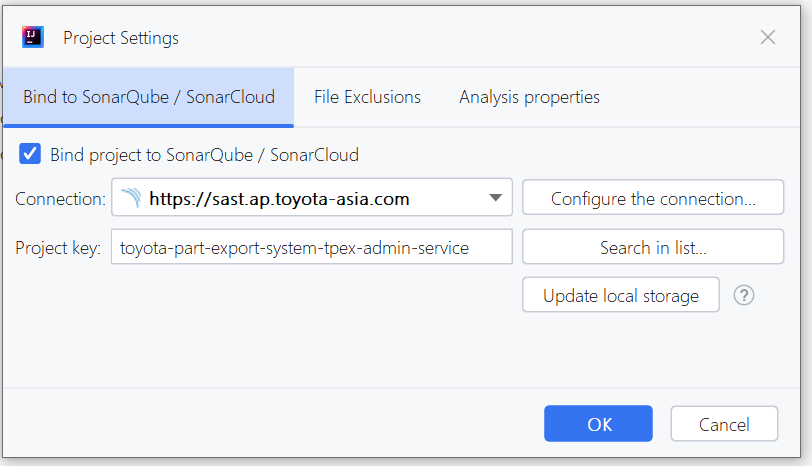 IJ Project Settings
Bind to SonarQube / SonarCloud File Exclusions Analysis properties
Bind project to SonarQube / SonarCloud
Connection: https://sast.ap.toyota-asia.com Configure the connection...
Project key: toyota-part-export-system-tpex-admin-service Search in list...
Update local storage ?
OK Cancel